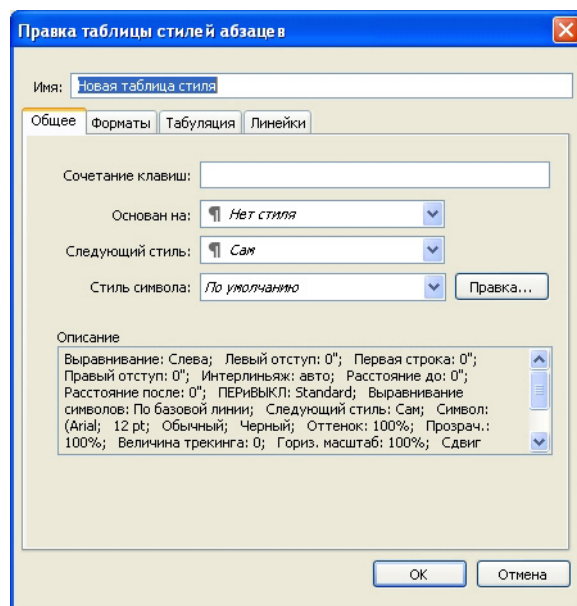 Правка таблицы стилей абзацев
Имя: Новая таблица стиля
Общее Форматы Табуляция Линейки
Сочетание клавиш:
Основан на: ¶ Нет стиля
Следующий стиль: ¶ Сам
Стиль символа: По умолчанию Правка...
Описание
Выравнивание: Слева; Левый отступ: 0"; Первая строка: 0";
Правый отступ: 0"; Интерлиньяж: авто; Расстояние до: 0";
Расстояние после: 0"; ПЕРиВЫКЛ: Standard; Выравнивание
символов: По базовой линии; Следующий стиль: Сам; Символ:
(Arial; 12 pt; Обычный; Черный; Оттенок: 100%; Прозрач.:
100%; Величина трекинга: 0; Гориз. масштаб: 100%; Сдвиг
OK Отмена